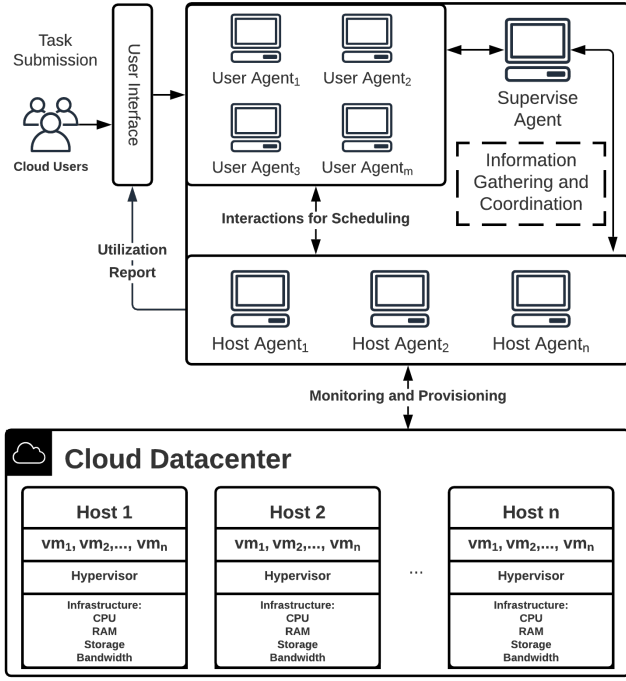 Task
Submission
Cloud Users
User Interface
User Agent1
User Agent2
User Agent3
User Agentm
Supervise
Agent
Information
Gathering and
Coordination
Interactions for Scheduling
Utilization
Report
Host Agent1
Host Agent2
Host Agentn
Monitoring and Provisioning
Cloud Datacenter
Host 1
vm1, vm2,..., vmn
Hypervisor
Infrastructure:
CPU
RAM
Storage
Bandwidth
Host 2
vm1, vm2,..., vmn
Hypervisor
Infrastructure:
CPU
RAM
Storage
Bandwidth
...
Host n
vm1, vm2,..., vmn
Hypervisor
Infrastructure:
CPU
RAM
Storage
Bandwidth